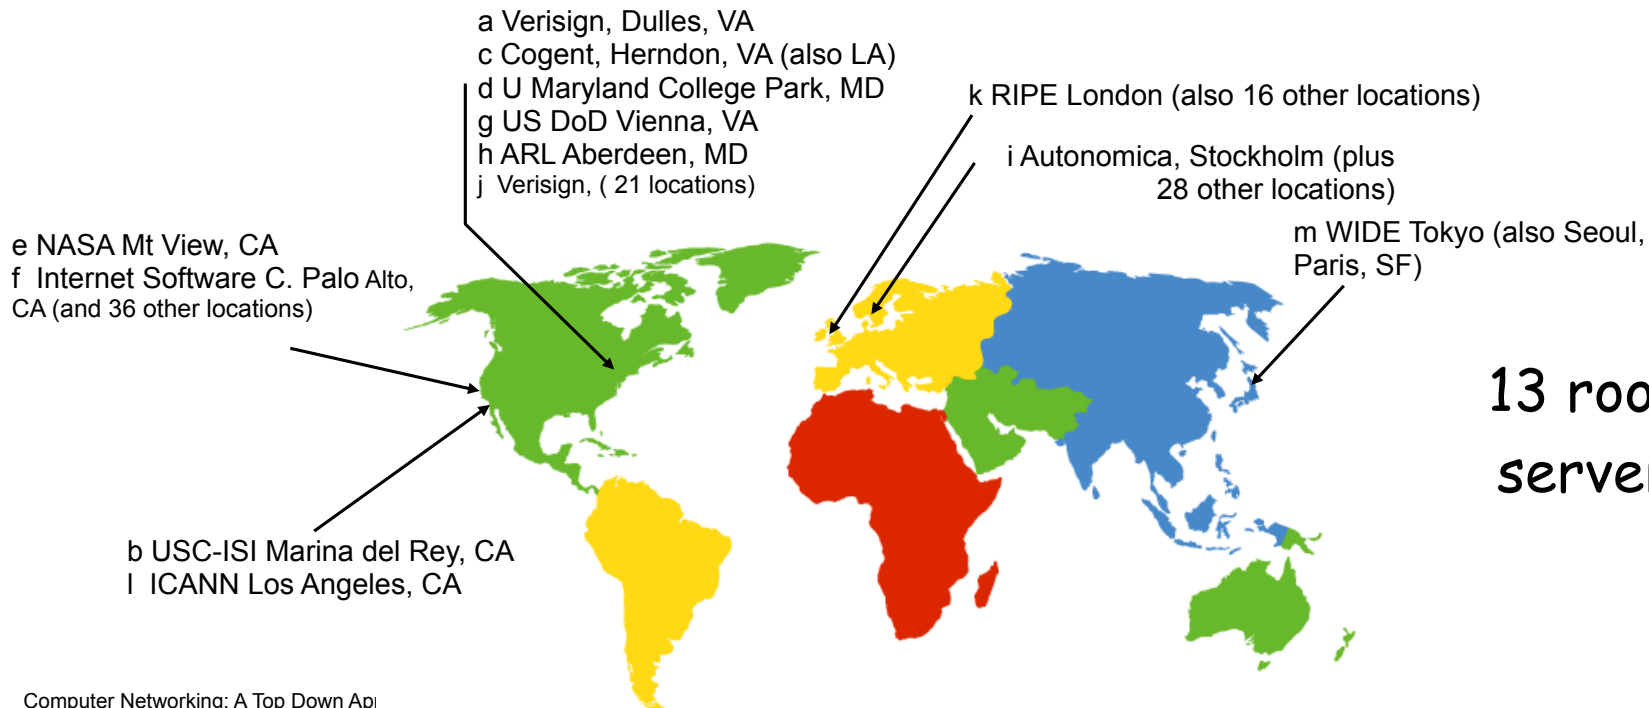 a Verisign, Dulles, VA
c Cogent, Herndon, VA (also LA)
d U Maryland College Park, MD
g US DoD Vienna, VA
h ARL Aberdeen, MD
j Verisign, ( 21 locations)
k RIPE London (also 16 other locations)
i Autonomica, Stockholm (plus
28 other locations)
m WIDE Tokyo (also Seoul,
Paris, SF)
e NASA Mt View, CA
f Internet Software C. Palo Alto,
CA (and 36 other locations)
13
b USC-ISI Marina del Rey, CA
l ICANN Los Angeles, CA
Computer Networking: A Top Down